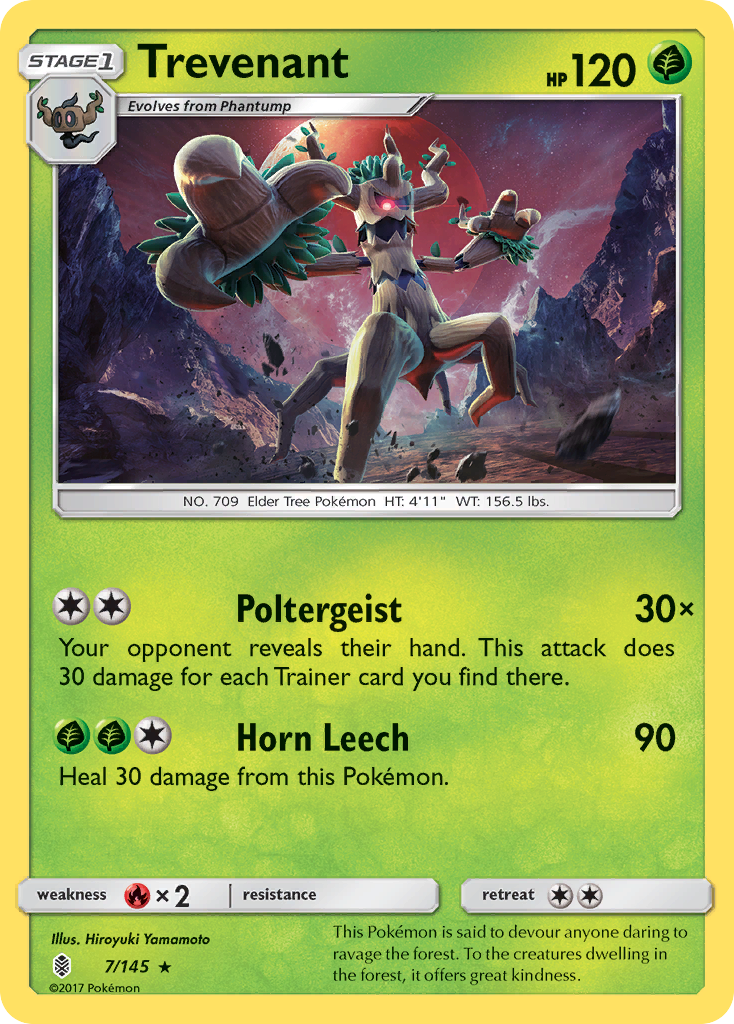 STAGE1 Trevenant HP 120
Evolves from Phantump
NO. 709 Elder Tree Pokémon HT: 4'11" WT: 156.5 lbs.
Poltergeist 30×
Your opponent reveals their hand. This attack does
30 damage for each Trainer card you find there.
Horn Leech 90
Heal 30 damage from this Pokémon.
weakness × 2 resistance retreat
Illus. Hiroyuki Yamamoto
7/145 ★
©2017 Pokémon
This Pokémon is said to devour anyone daring to
ravage the forest. To the creatures dwelling in
the forest, it offers great kindness.